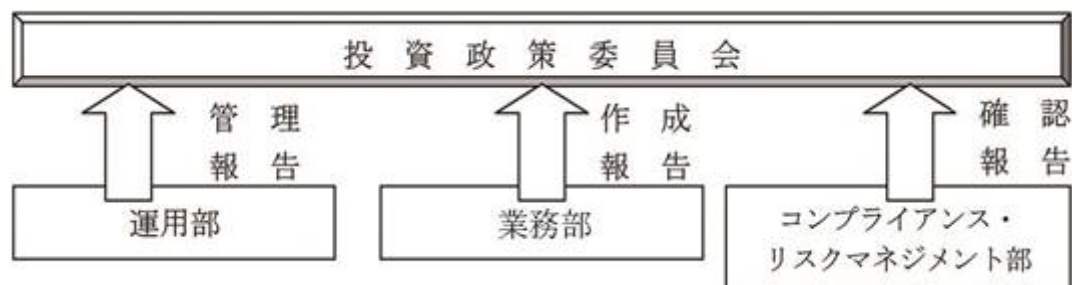 投資政策委員会
管理
報告
作成
報告
確認
報告
運用部
業務部
コンプライアンス・
リスクマネジメント部